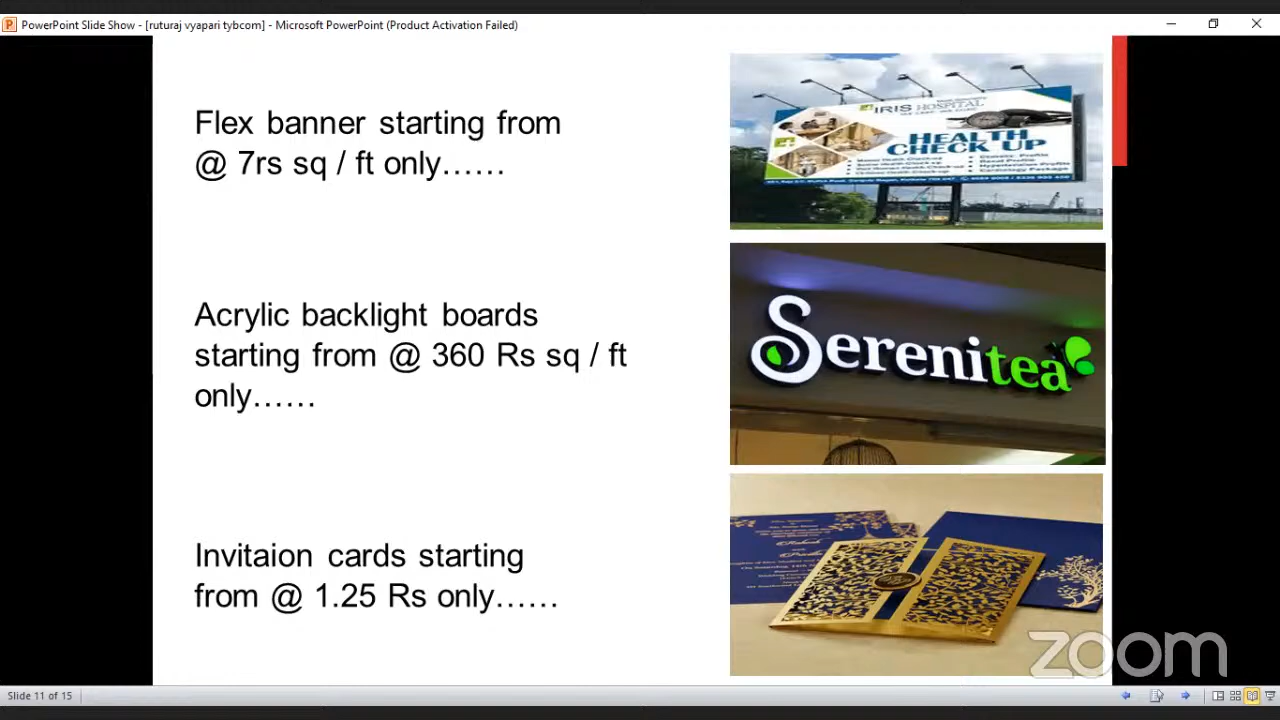 PowerPoint Slide Show - [ruturaj vyapari tybcom] - Microsoft PowerPoint (Product Activation Failed)
Flex banner starting from
@ 7rs sq / ft only……
IRIS HOSPITAL
HEALTH
CHECK UP
Acrylic backlight boards
starting from @ 360 Rs sq / ft
only……
Serenitea
Invitaion cards starting
from @ 1.25 Rs only……
zoom
Slide 11 of 15